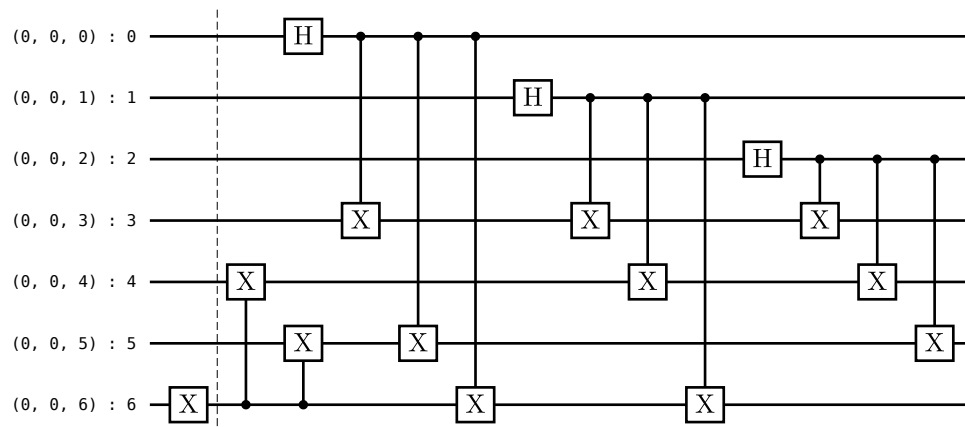 (0, 0, 0) : 0 H
(0, 0, 1) : 1 H
(0, 0, 2) : 2 H
(0, 0, 3) : 3 X X X
(0, 0, 4) : 4 X X X
(0, 0, 5) : 5 X X X
(0, 0, 6) : 6 X X X